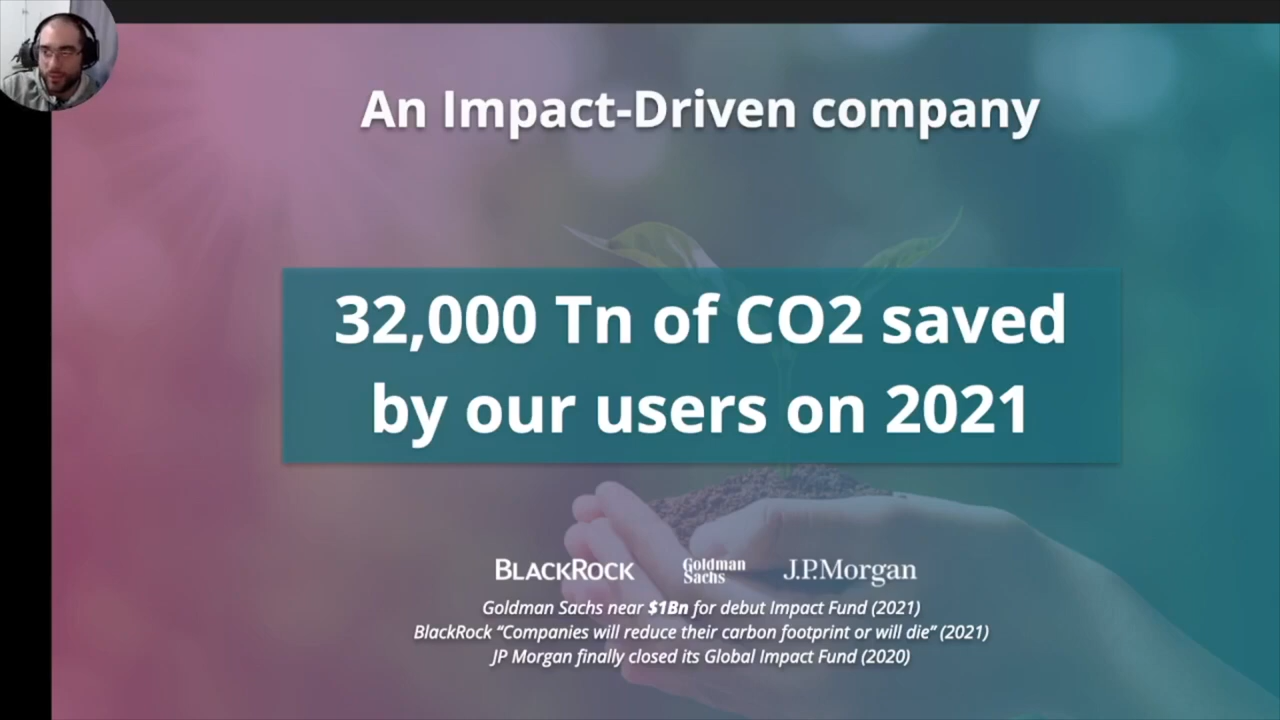 An Impact-Driven company
32,000 Tn of CO2 saved
by our users on 2021
BLACKROCK Goldman Sachs J.P.Morgan
Goldman Sachs near $1Bn for debut Impact Fund (2021)
BlackRock “Companies will reduce their carbon footprint or will die” (2021)
JP Morgan finally closed its Global Impact Fund (2020)